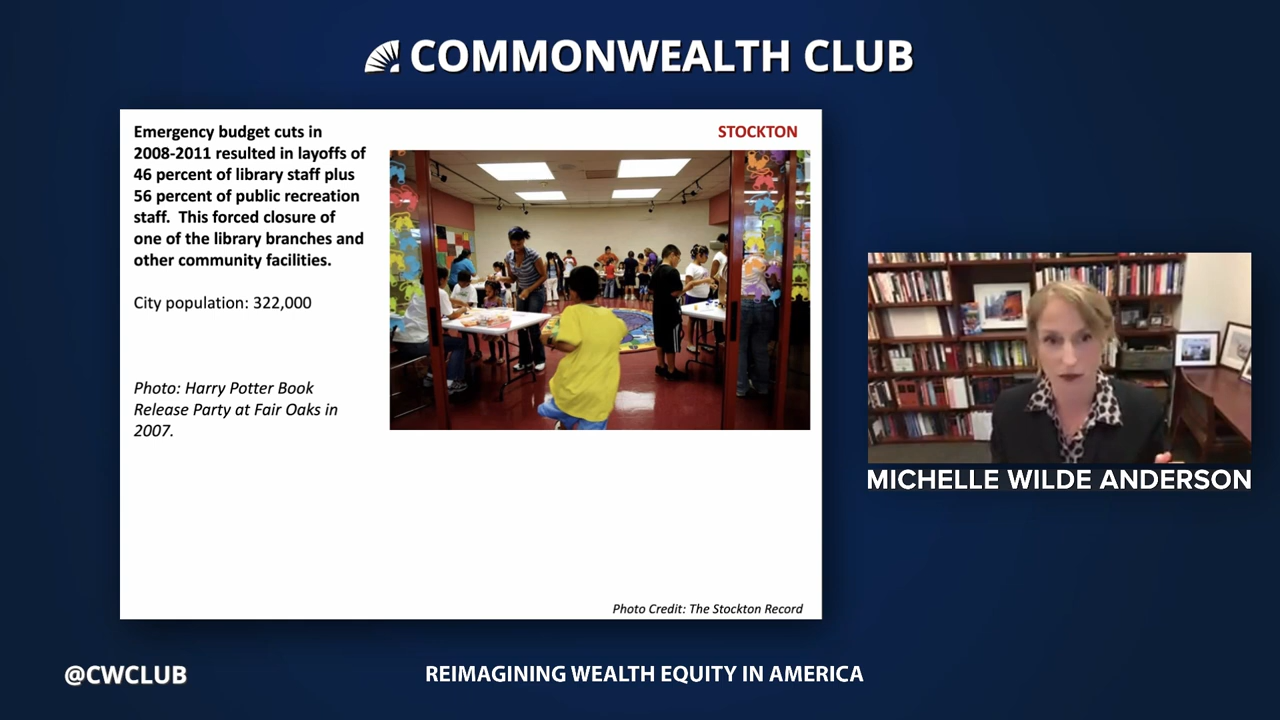 COMMONWEALTH CLUB
Emergency budget cuts in
2008-2011 resulted in layoffs of
46 percent of library staff plus
56 percent of public recreation
staff.  This forced closure of
one of the library branches and
other community facilities.
City population: 322,000
Photo: Harry Potter Book
Release Party at Fair Oaks in
2007.
STOCKTON
Photo Credit: The Stockton Record
MICHELLE WILDE ANDERSON
@CWCLUB
REIMAGINING WEALTH EQUITY IN AMERICA